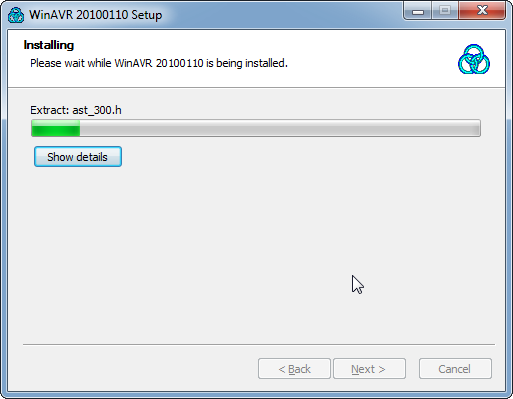 WinAVR 20100110 Setup
Installing
Please wait while WinAVR 20100110 is being installed.
Extract: ast_300.h
Show details
< Back
Next >
Cancel